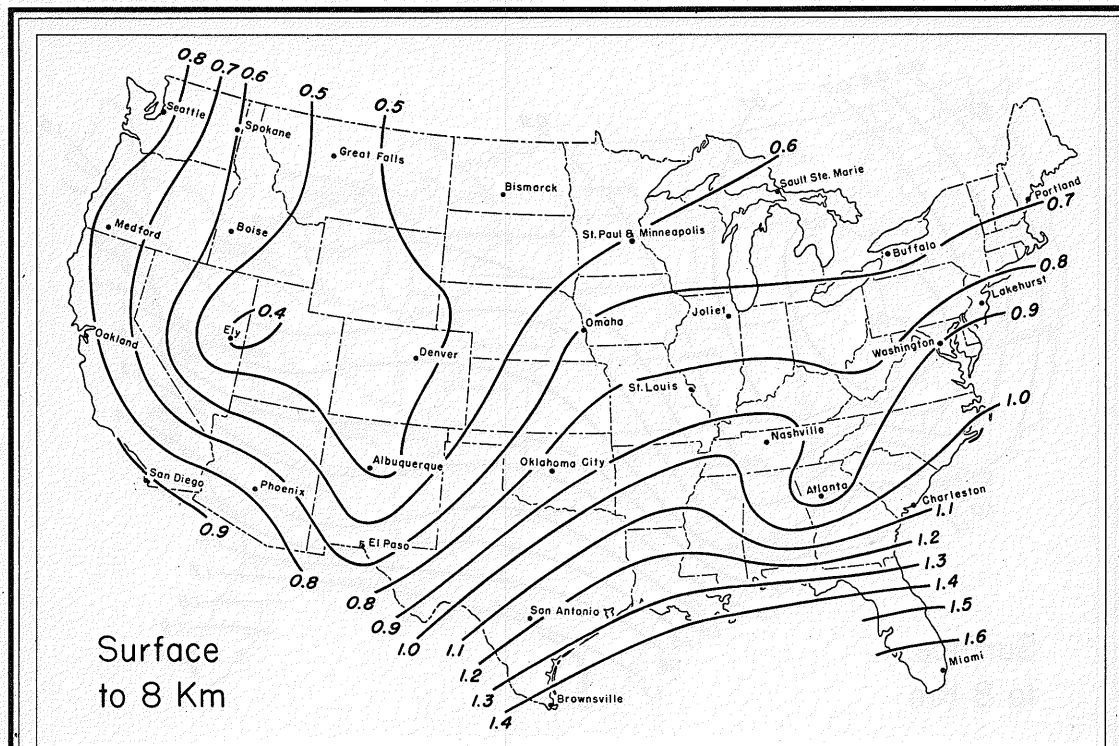 0.8
0.7
0.6
0.5
0.5
Seattle
Spokane
Great Falls
0.6
Sault Ste. Marie
Bismarck
Portland
0.7
Medford
Boise
St. Paul & Minneapolis
Buffalo
0.8
Lakehurst
0.4
Ely
Omaha
Joliet
0.9
Oakland
Denver
Washington
St. Louis
1.0
Nashville
Albuquerque
Oklahoma City
San Diego
Phoenix
Atlanta
Charleston
0.9
1.1
El Paso
1.2
0.8
1.3
0.8
1.4
0.9
San Antonio
1.5
1.0
1.1
1.6
Surface
Miami
1.2
to 8 Km
1.3
Brownsville
1.4